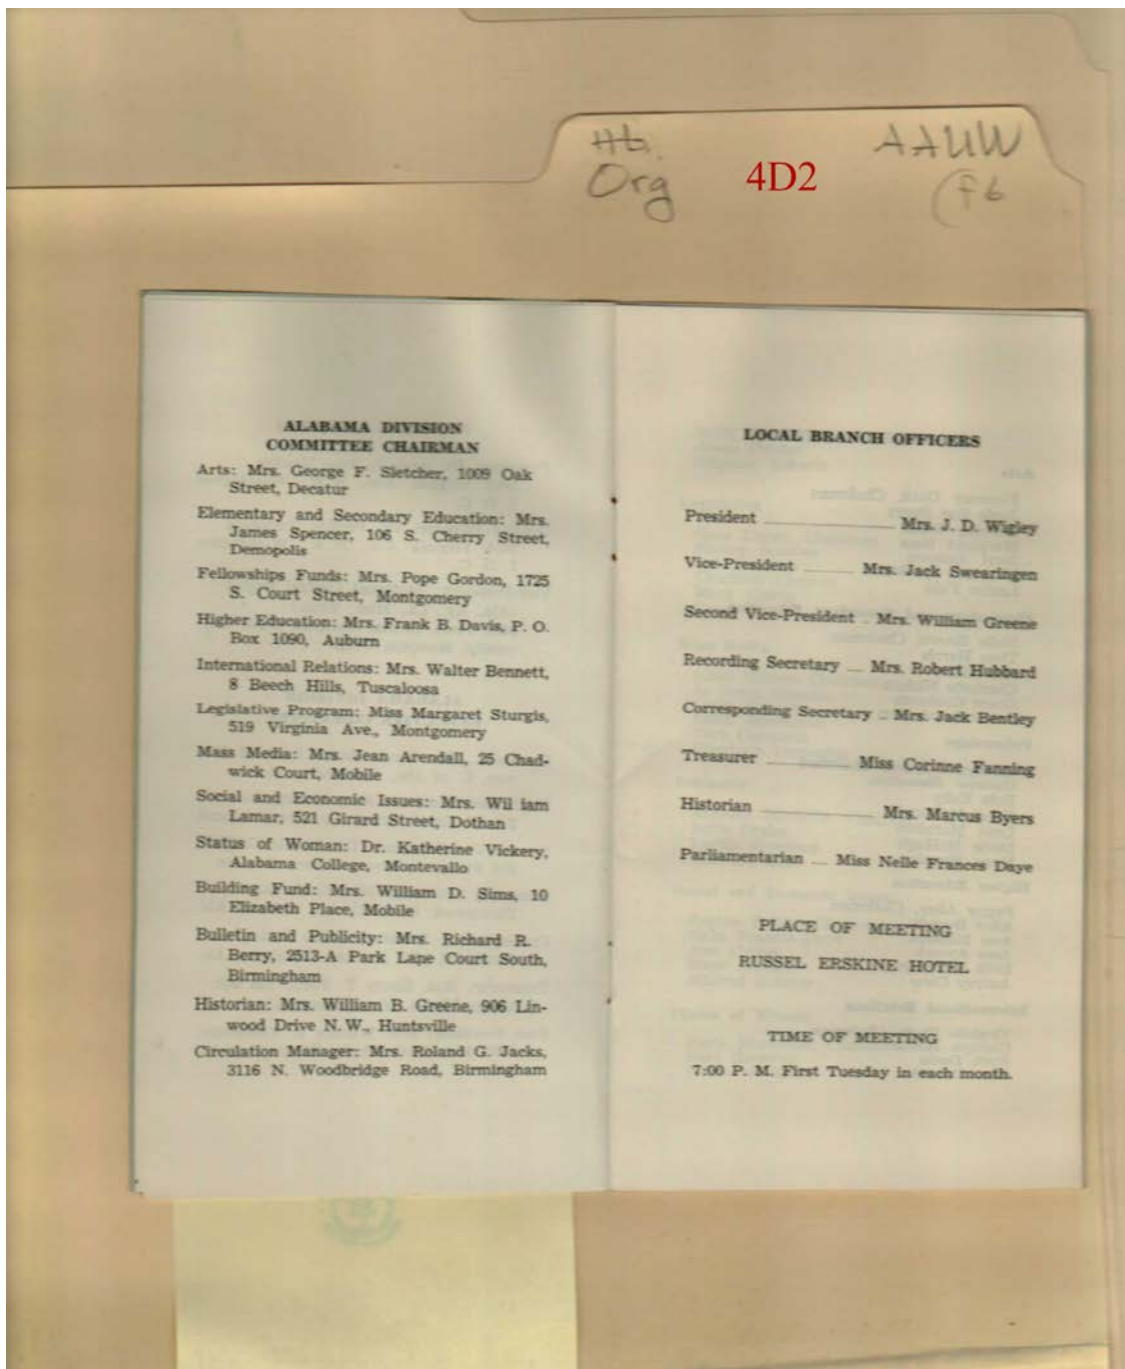 Hb.
Org
4D2
AAUW
ALABAMA DIVISION
COMMITTEE CHAIRMAN
Arts: Mrs. George F. Sletcher, 1009 Oak
Street, Decatur
Elementary and Secondary Education: Mrs.
James Spencer, 106 S. Cherry Street,
Demopolis
Fellowships Funds: Mrs. Pope Gordon, 1725
S. Court Street, Montgomery
Higher Education: Mrs. Frank B. Davis, P. O.
Box 1090, Auburn
International Relations: Mrs. Walter Bennett,
8 Beech Hills, Tuscaloosa
Legislative Program: Miss Margaret Sturgis,
519 Virginia Ave., Montgomery
Mass Media: Mrs. Jean Arendall, 25 Chad-
wick Court, Mobile
Social and Economic Issues: Mrs. Wil iam
Lamar, 521 Girard Street, Dothan
Status of Woman: Dr. Katherine Vickery,
Alabama College, Montevallo
Building Fund: Mrs. William D. Sims, 10
Elizabeth Place, Mobile
Bulletin and Publicity: Mrs. Richard R.
Berry, 2513-A Park Lane Court South,
Birmingham
Historian: Mrs. William B. Greene, 906 Lin-
wood Drive N. W., Huntsville
Circulation Manager: Mrs. Roland G. Jacks,
3116 N. Woodbridge Road, Birmingham
LOCAL BRANCH OFFICERS
President Mrs. J. D. Wigley
Vice-President Mrs. Jack Swearingen
Second Vice-President Mrs. William Greene
Recording Secretary Mrs. Robert Hubbard
Corresponding Secretary Mrs. Jack Bentley
Treasurer Miss Corinne Fanning
Historian Mrs. Marcus Byers
Parliamentarian Miss Nelle Frances Daye
PLACE OF MEETING
RUSSEL ERSKINE HOTEL
TIME OF MEETING
7:00 P. M. First Tuesday in each month.